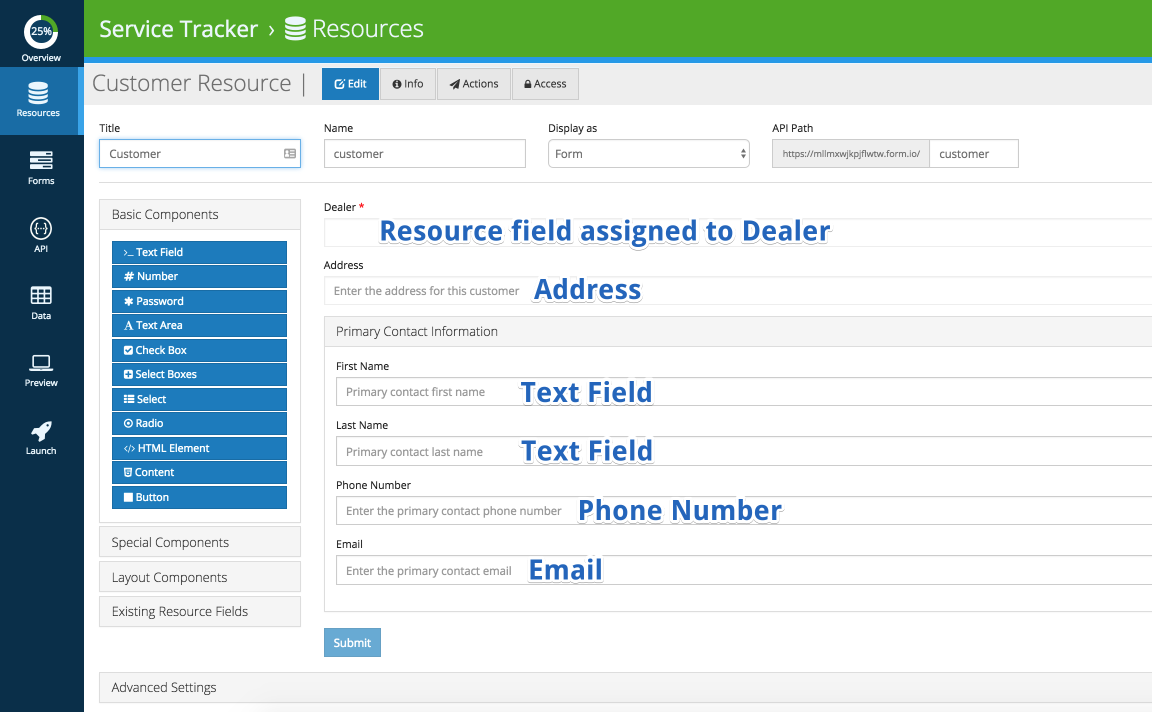 25%
Overview
Resources
Forms
API
Data
Preview
Launch
Service Tracker › Resources
Customer Resource |
Edit
Info
Actions
Access
Title
Customer
Name
customer
Display as
Form
API Path
https://mllmxwjkpjflwtw.form.io/
customer
Basic Components
>_ Text Field
# Number
✱ Password
A Text Area
Check Box
Select Boxes
Select
Radio
</> HTML Element
Content
Button
Special Components
Layout Components
Existing Resource Fields
Dealer *
Resource field assigned to Dealer
Address
Enter the address for this customer
Address
Primary Contact Information
First Name
Primary contact first name
Text Field
Last Name
Primary contact last name
Text Field
Phone Number
Enter the primary contact phone number
Phone Number
Email
Enter the primary contact email
Email
Submit
Advanced Settings